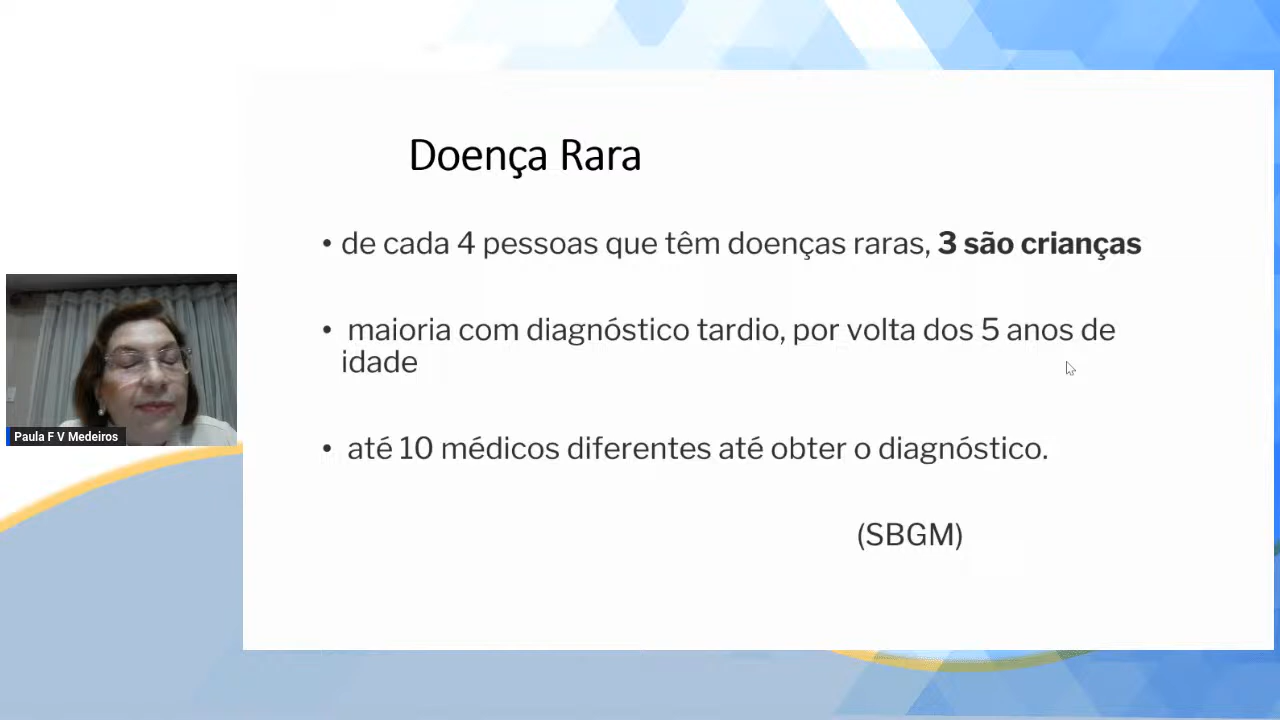 Doença Rara
• de cada 4 pessoas que têm doenças raras, 3 são crianças
• maioria com diagnóstico tardio, por volta dos 5 anos de
idade
• até 10 médicos diferentes até obter o diagnóstico.
(SBGM)
Paula F V Medeiros